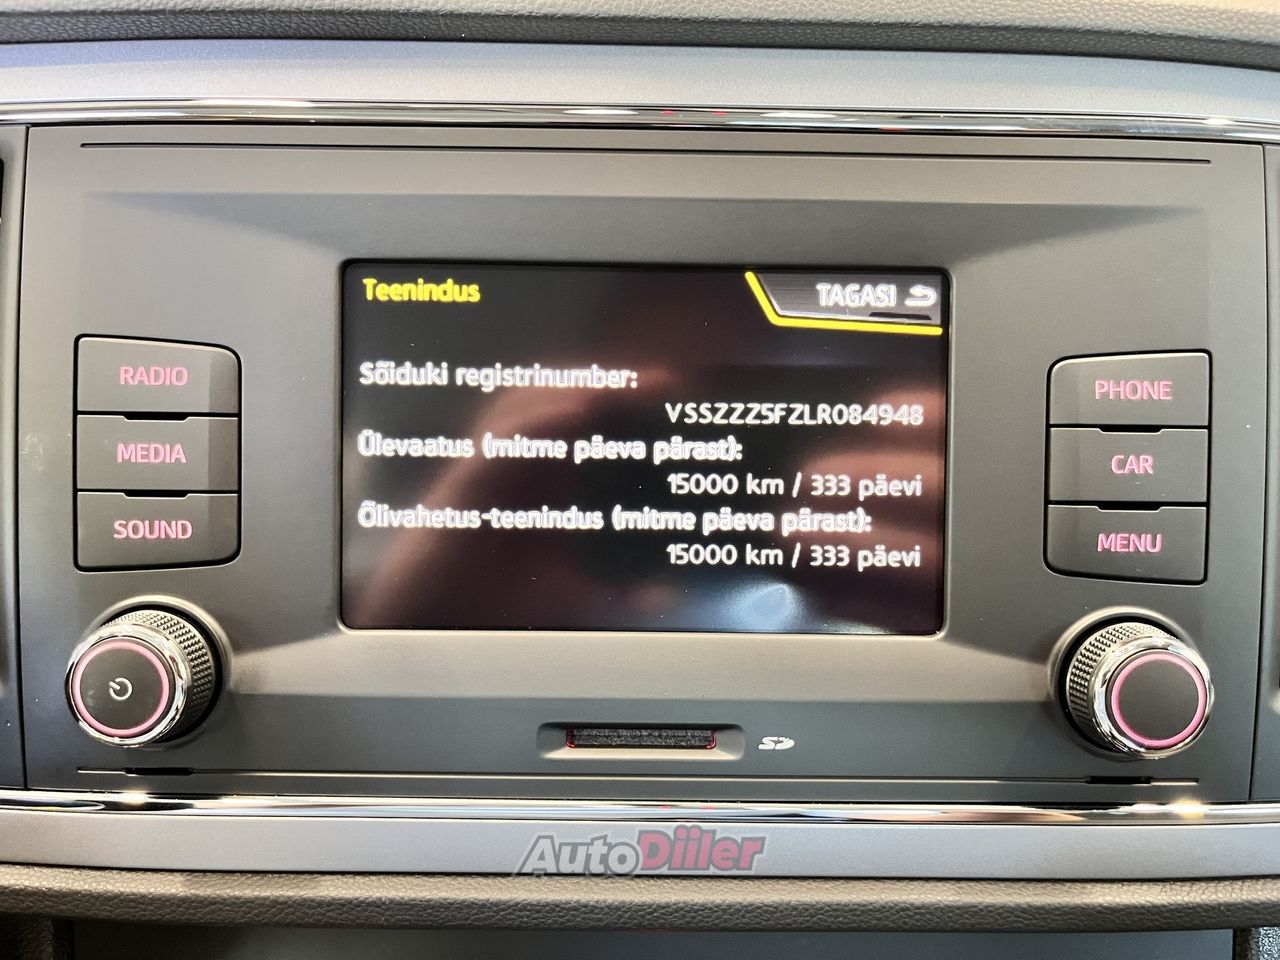 Teenindus
TAGASI
Sõiduki registrinumber:
VSSZZZ5FZLR084948
Ülevaatus (mitme päeva pärast):
15000 km / 333 päevi
Õlivahetus-teenindus (mitme päeva pärast):
15000 km / 333 päevi
RADIO
MEDIA
SOUND
PHONE
CAR
MENU
SD
AutoDiiler